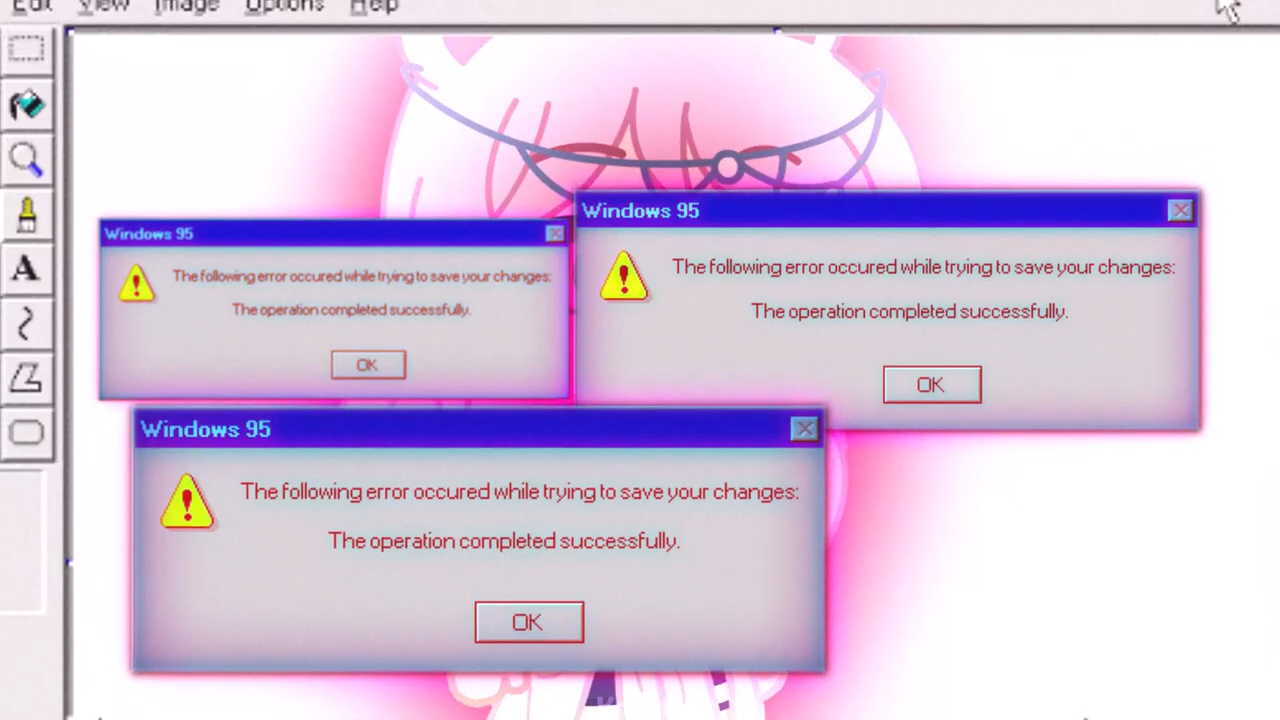 Edit View Image Options Help
A
Windows 95
The following error occured while trying to save your changes:
The operation completed successfully.
OK
Windows 95
The following error occured while trying to save your changes:
The operation completed successfully.
OK
Windows 95
The following error occured while trying to save your changes:
The operation completed successfully.
OK